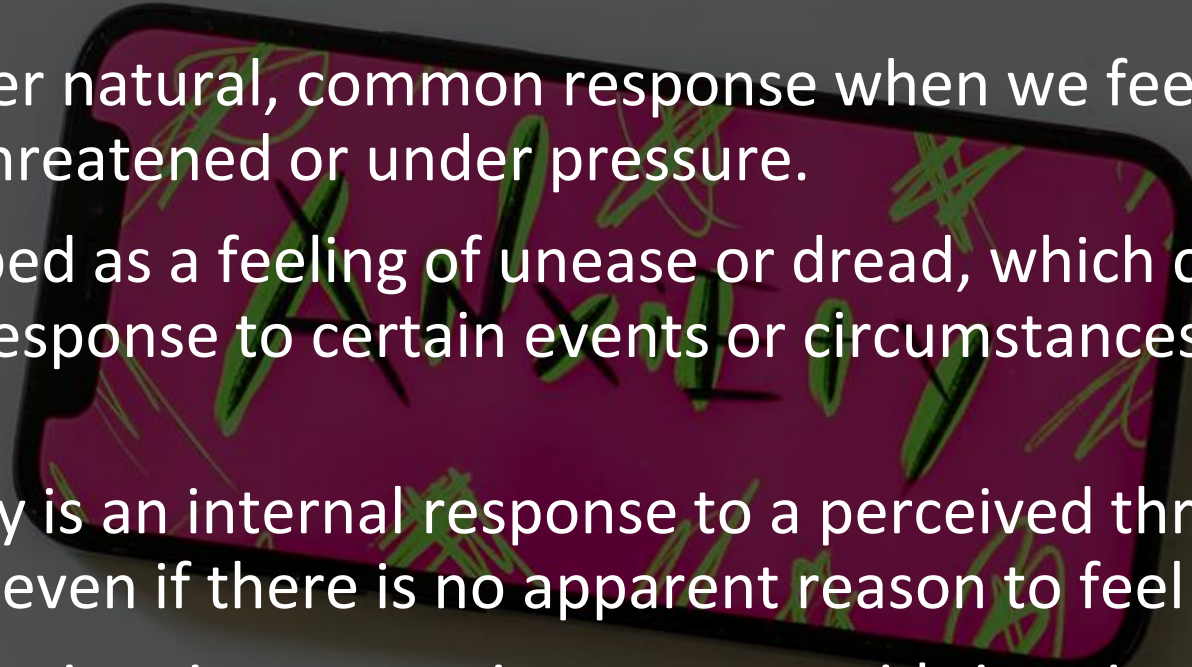 er natural, common response when we fee
hreatened or under pressure.
bed as a feeling of unease or dread, which
esponse to certain events or circumstances
y is an internal response to a perceived thr
even if there is no apparent reason to feel
AnxiEty